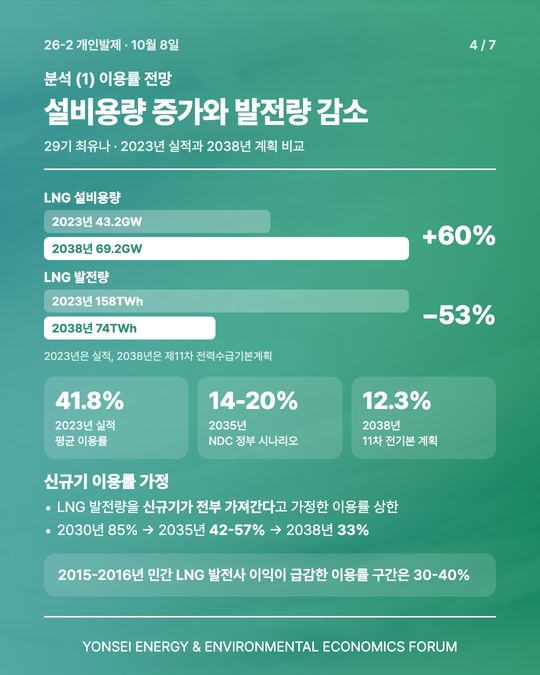 26-2 개인발제 · 10월 8일
4 / 7
분석 (1) 이용률 전망
설비용량 증가와 발전량 감소
29기 최유나 · 2023년 실적과 2038년 계획 비교
LNG 설비용량
2023년 43.2GW
2038년 69.2GW
+60%
LNG 발전량
2023년 158TWh
2038년 74TWh
−53%
2023년은 실적, 2038년은 제11차 전력수급기본계획
41.8%
2023년 실적
평균 이용률
14-20%
2035년
NDC 정부 시나리오
12.3%
2038년
11차 전기본 계획
신규기 이용률 가정
• LNG 발전량을 신규기가 전부 가져간다고 가정한 이용률 상한
• 2030년 85% → 2035년 42-57% → 2038년 33%
2015-2016년 민간 LNG 발전사 이익이 급감한 이용률 구간은 30-40%
YONSEI ENERGY & ENVIRONMENTAL ECONOMICS FORUM